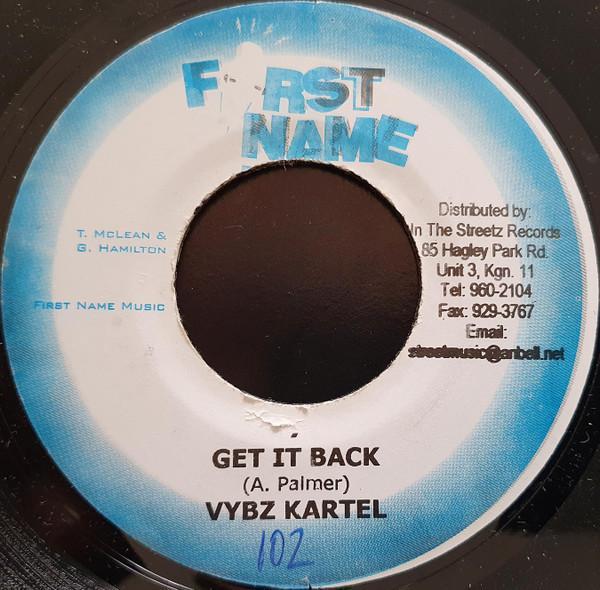 F RST
NAME
T. McLean &
G. Hamilton
First Name Music
Distributed by:
In The Streetz Records
85 Hagley Park Rd.
Unit 3, Kgn. 11
Tel: 960-2104
Fax: 929-3767
Email:
streetmusic@anbell.net
GET IT BACK
(A. Palmer)
VYBZ KARTEL
102